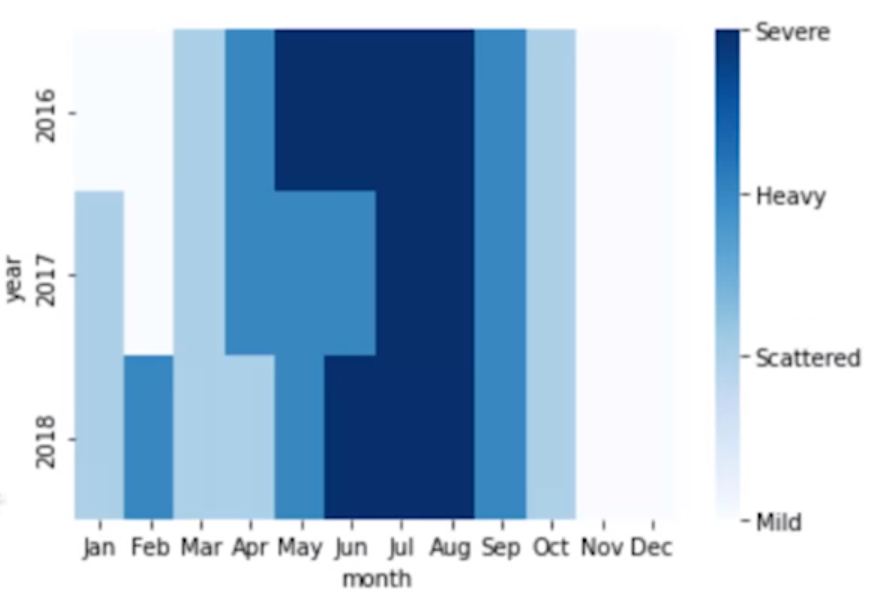 Severe
2016
Heavy
year
2017
Scattered
2018
Mild
Jan Feb Mar Apr May Jun Jul Aug Sep Oct Nov Dec
month